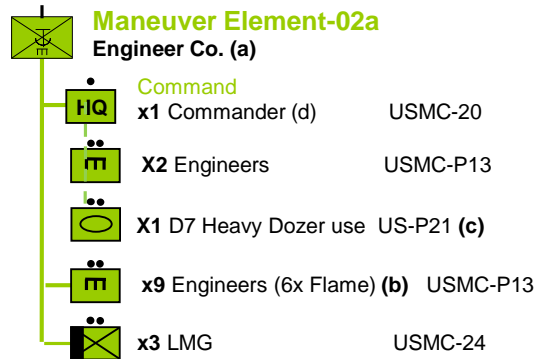 Maneuver Element-02a
Engineer Co. (a)
Command
HQ x1 Commander (d) USMC-20
X2 Engineers USMC-P13
X1 D7 Heavy Dozer use US-P21 (c)
x9 Engineers (6x Flame) (b) USMC-P13
x3 LMG USMC-24